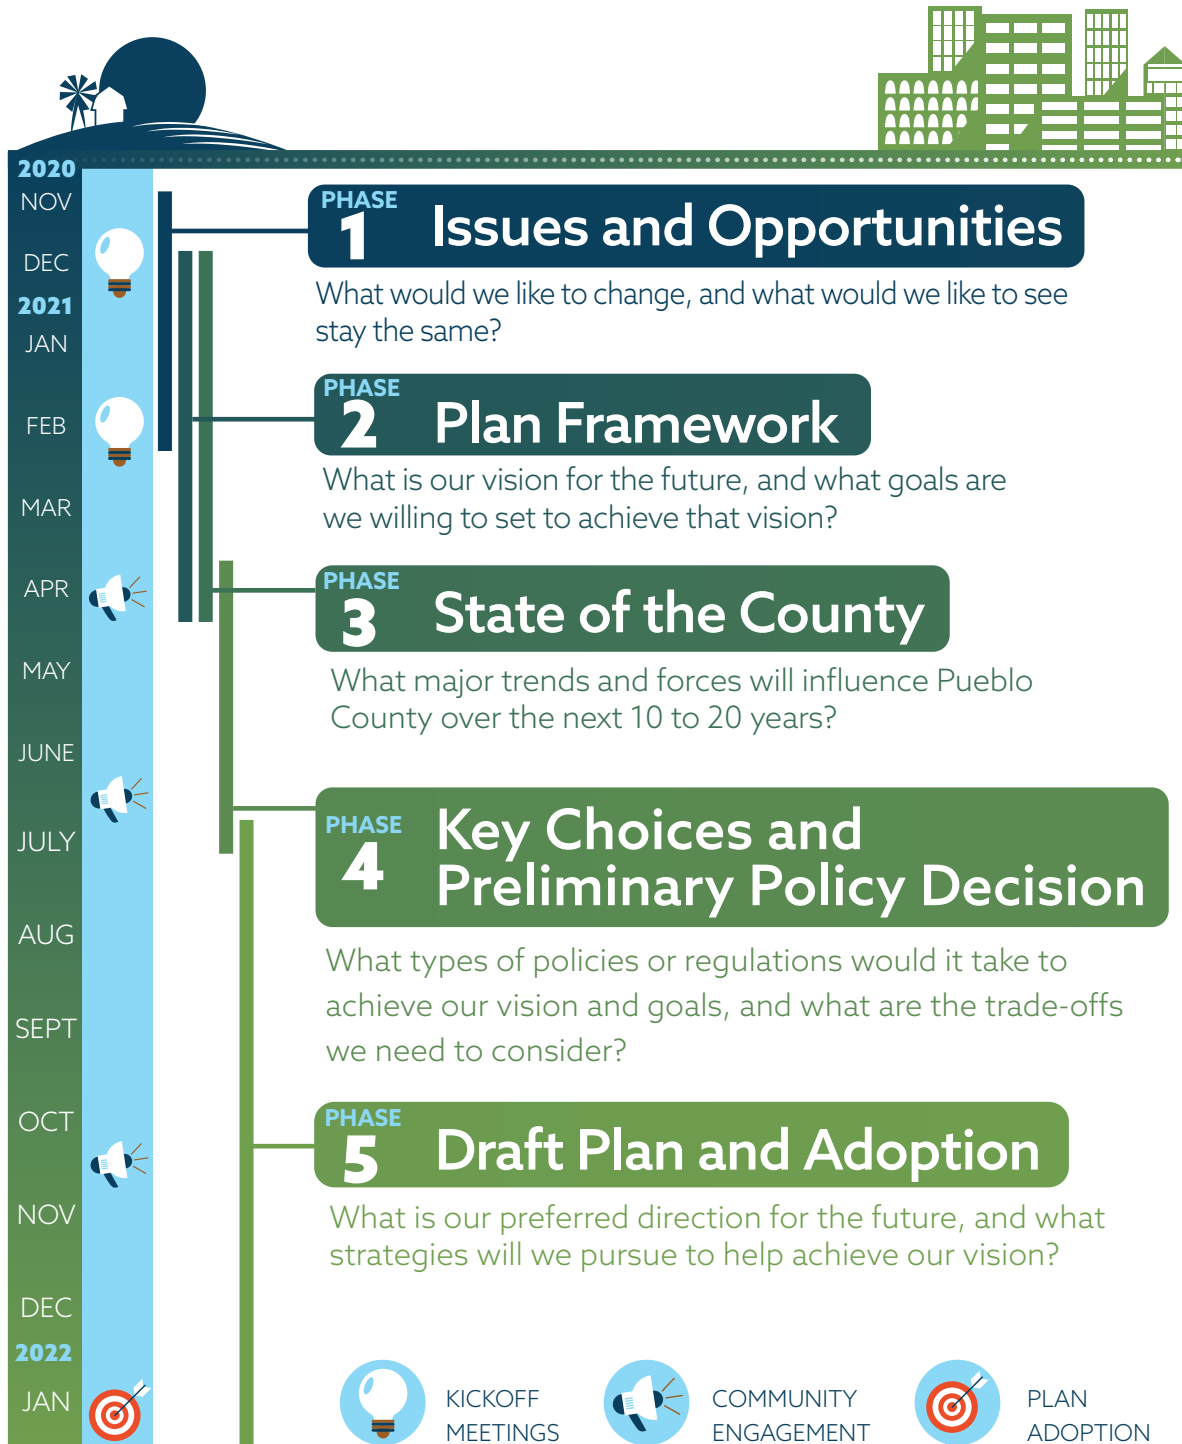 2020
NOV
DEC
2021
JAN
FEB
MAR
APR
MAY
JUNE
JULY
AUG
SEPT
OCT
NOV
DEC
2022
JAN
PHASE
1
Issues and Opportunities
What would we like to change, and what would we like to see
stay the same?
PHASE
2
Plan Framework
What is our vision for the future, and what goals are
we willing to set to achieve that vision?
PHASE
3
State of the County
What major trends and forces will influence Pueblo
County over the next 10 to 20 years?
PHASE
4
Key Choices and
Preliminary Policy Decision
What types of policies or regulations would it take to
achieve our vision and goals, and what are the trade-offs
we need to consider?
PHASE
5
Draft Plan and Adoption
What is our preferred direction for the future, and what
strategies will we pursue to help achieve our vision?
KICKOFF
MEETINGS
COMMUNITY
ENGAGEMENT
PLAN
ADOPTION